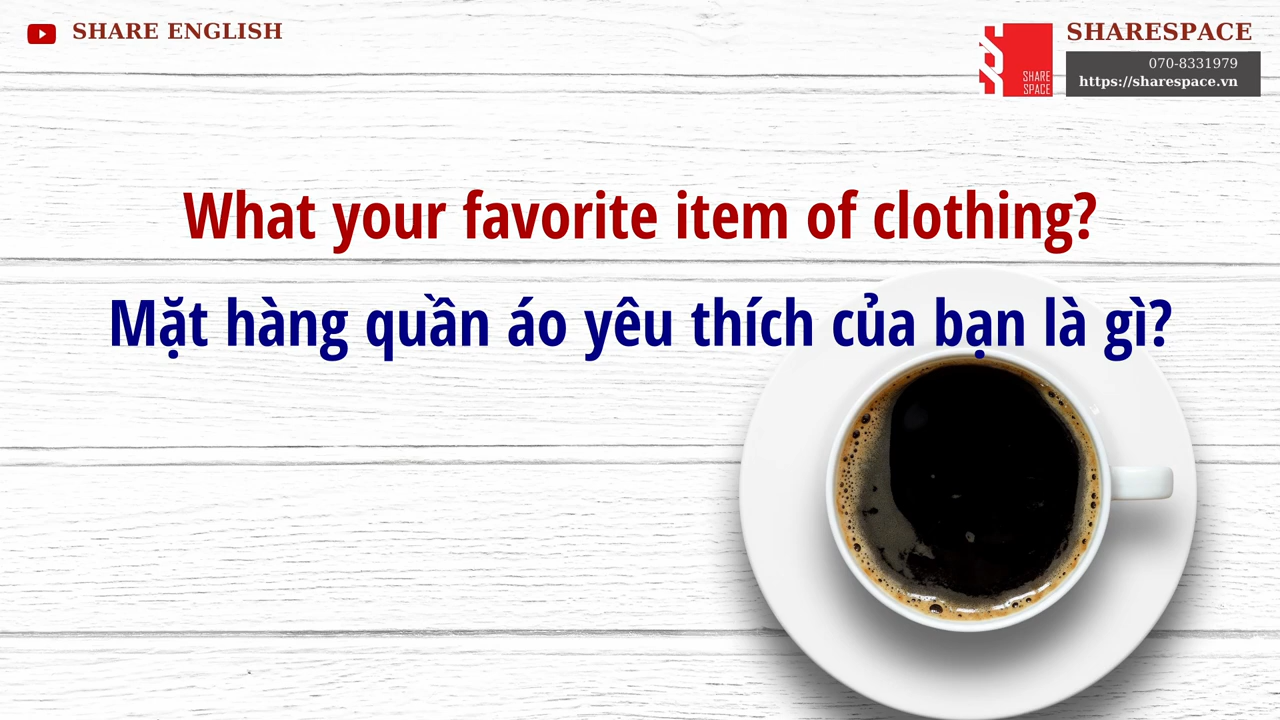 SHARE ENGLISH
SHARESPACE
070-8331979
https://sharespace.vn
SHARE
SPACE
What your favorite item of clothing?
Mặt hàng quần áo yêu thích của bạn là gì?